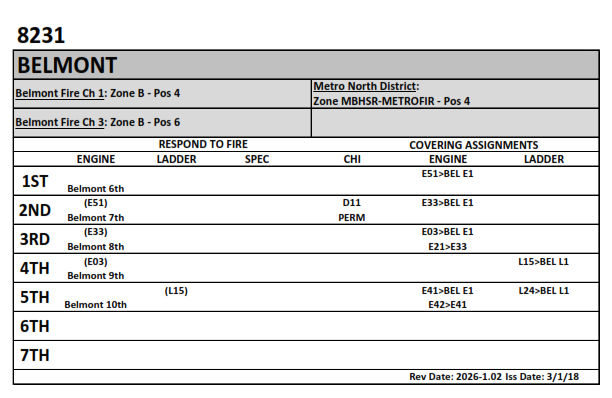 8231
BELMONT
Belmont Fire Ch 1: Zone B - Pos 4
Metro North District:
Zone MBHSR-METROFIR - Pos 4
Belmont Fire Ch 3: Zone B - Pos 6
RESPOND TO FIRE COVERING ASSIGNMENTS
ENGINE LADDER SPEC CHI ENGINE LADDER
1ST E51>BEL E1
Belmont 6th
2ND (E51) D11 E33>BEL E1
Belmont 7th PERM
3RD (E33) E03>BEL E1
Belmont 8th E21>E33
4TH (E03) L15>BEL L1
Belmont 9th
5TH (L15) E41>BEL E1 L24>BEL L1
Belmont 10th E42>E41
6TH
7TH
Rev Date: 2026-1.02 Iss Date: 3/1/18